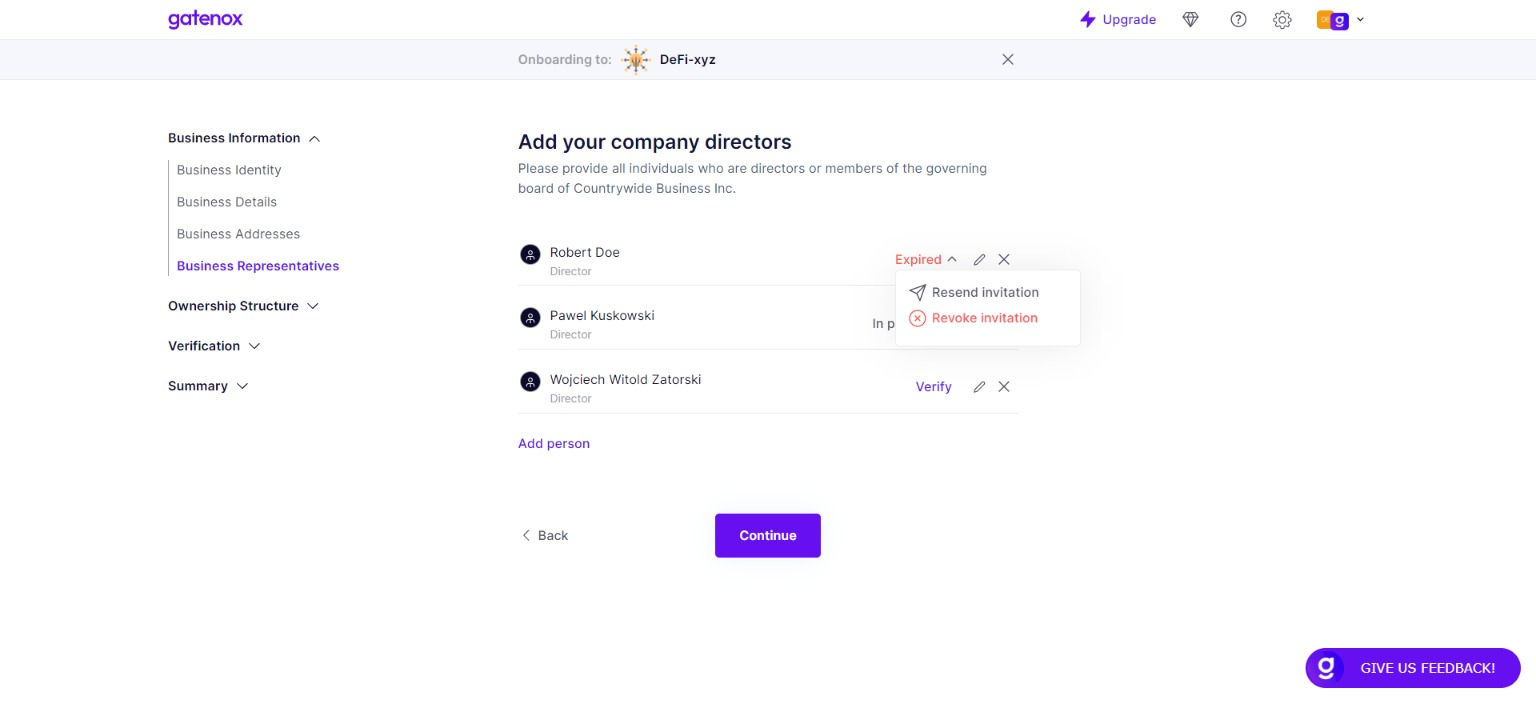 gatenox
Upgrade
Onboarding to: DeFi-xyz
Business Information
Business Identity
Business Details
Business Addresses
Business Representatives
Ownership Structure
Verification
Summary
Add your company directors
Please provide all individuals who are directors or members of the governing
board of Countrywide Business Inc.
Robert Doe
Director
Expired
Resend invitation
Revoke invitation
Pawel Kuskowski
Director
In p
Wojciech Witold Zatorski
Director
Verify
Add person
Back
Continue
g GIVE US FEEDBACK!